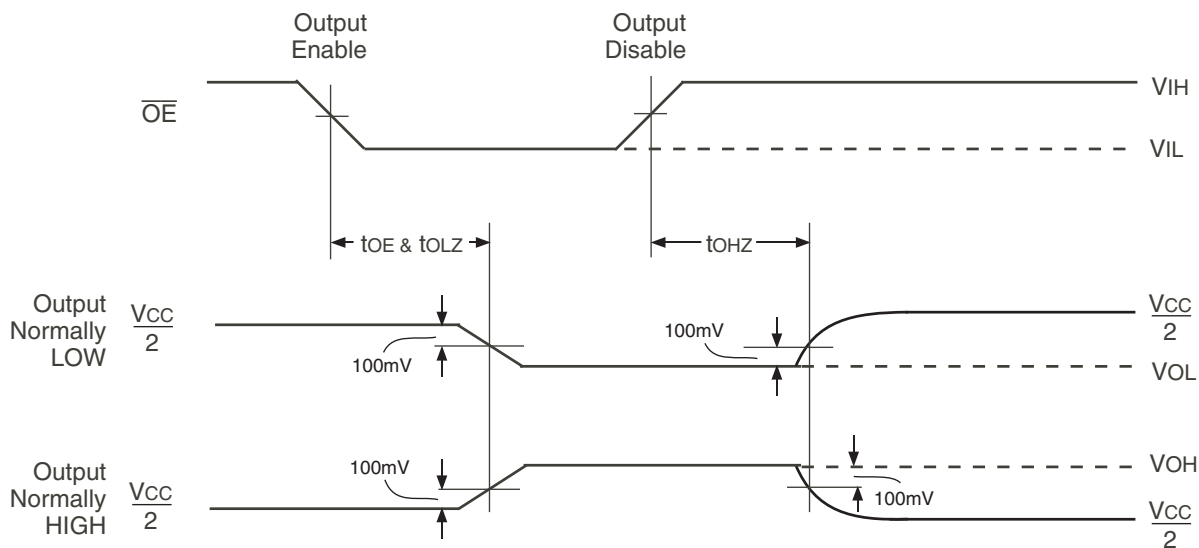 Output
Enable
Output
Disable
OE
VIH
VIL
tOE & tOLZ
tOHZ
Output
Normally
LOW
VCC
2
100mV
100mV
VCC
2
VOL
Output
Normally
HIGH
VCC
2
100mV
VOH
100mV
VCC
2